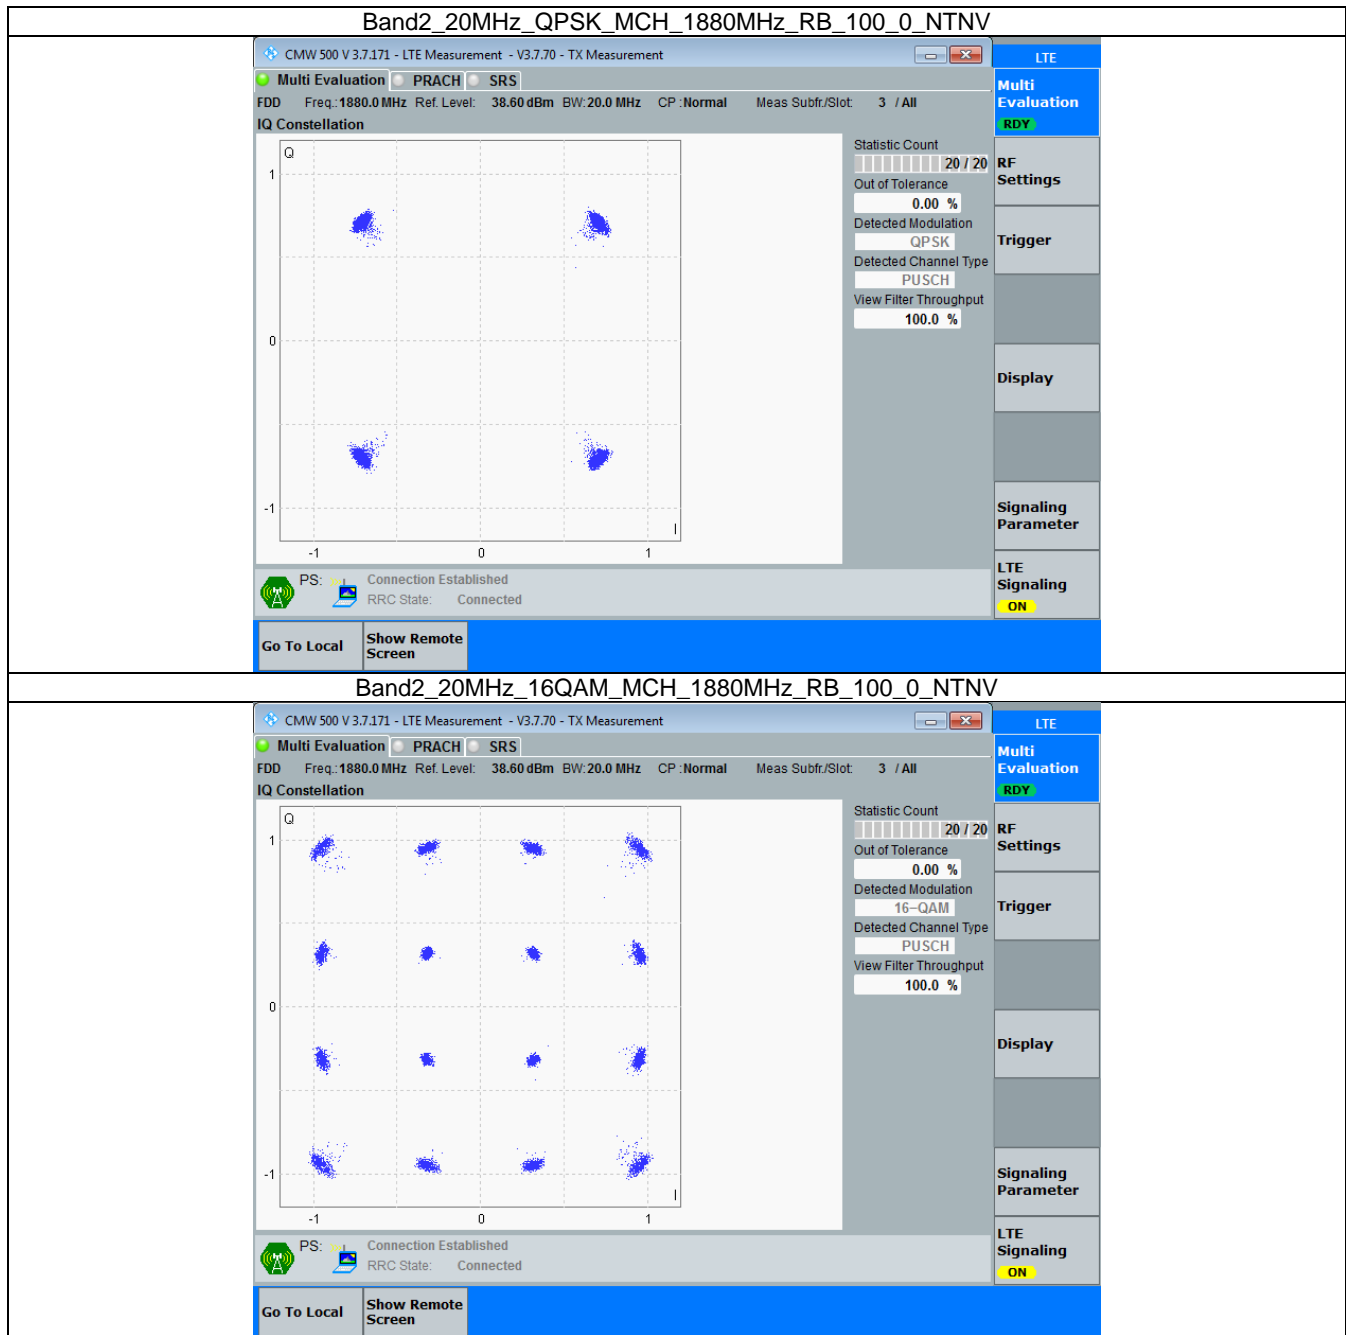 Band2_20MHz_QPSK_MCH_1880MHz_RB_100_0_NTNV
CMW 500 V 3.7.171 - LTE Measurement - V3.7.70 - TX Measurement
LTE
Multi Evaluation PRACH SRS
FDD Freq.:1880.0 MHz Ref. Level: 38.60 dBm BW:20.0 MHz CP :Normal Meas Subfr./Slot: 3 / All
IQ Constellation
Q
1
0
-1
-1 0 1
I
Statistic Count
20 / 20
Out of Tolerance
0.00 %
Detected Modulation
QPSK
Detected Channel Type
PUSCH
View Filter Throughput
100.0 %
Multi
Evaluation
RDY
RF
Settings
Trigger
Display
Signaling
Parameter
LTE
Signaling
ON
PS: Connection Established
RRC State: Connected
Go To Local
Show Remote
Screen
Band2_20MHz_16QAM_MCH_1880MHz_RB_100_0_NTNV
CMW 500 V 3.7.171 - LTE Measurement - V3.7.70 - TX Measurement
LTE
Multi Evaluation PRACH SRS
FDD Freq.:1880.0 MHz Ref. Level: 38.60 dBm BW:20.0 MHz CP :Normal Meas Subfr./Slot: 3 / All
IQ Constellation
Q
1
0
-1
-1 0 1
I
Statistic Count
20 / 20
Out of Tolerance
0.00 %
Detected Modulation
16-QAM
Detected Channel Type
PUSCH
View Filter Throughput
100.0 %
Multi
Evaluation
RDY
RF
Settings
Trigger
Display
Signaling
Parameter
LTE
Signaling
ON
PS: Connection Established
RRC State: Connected
Go To Local
Show Remote
Screen